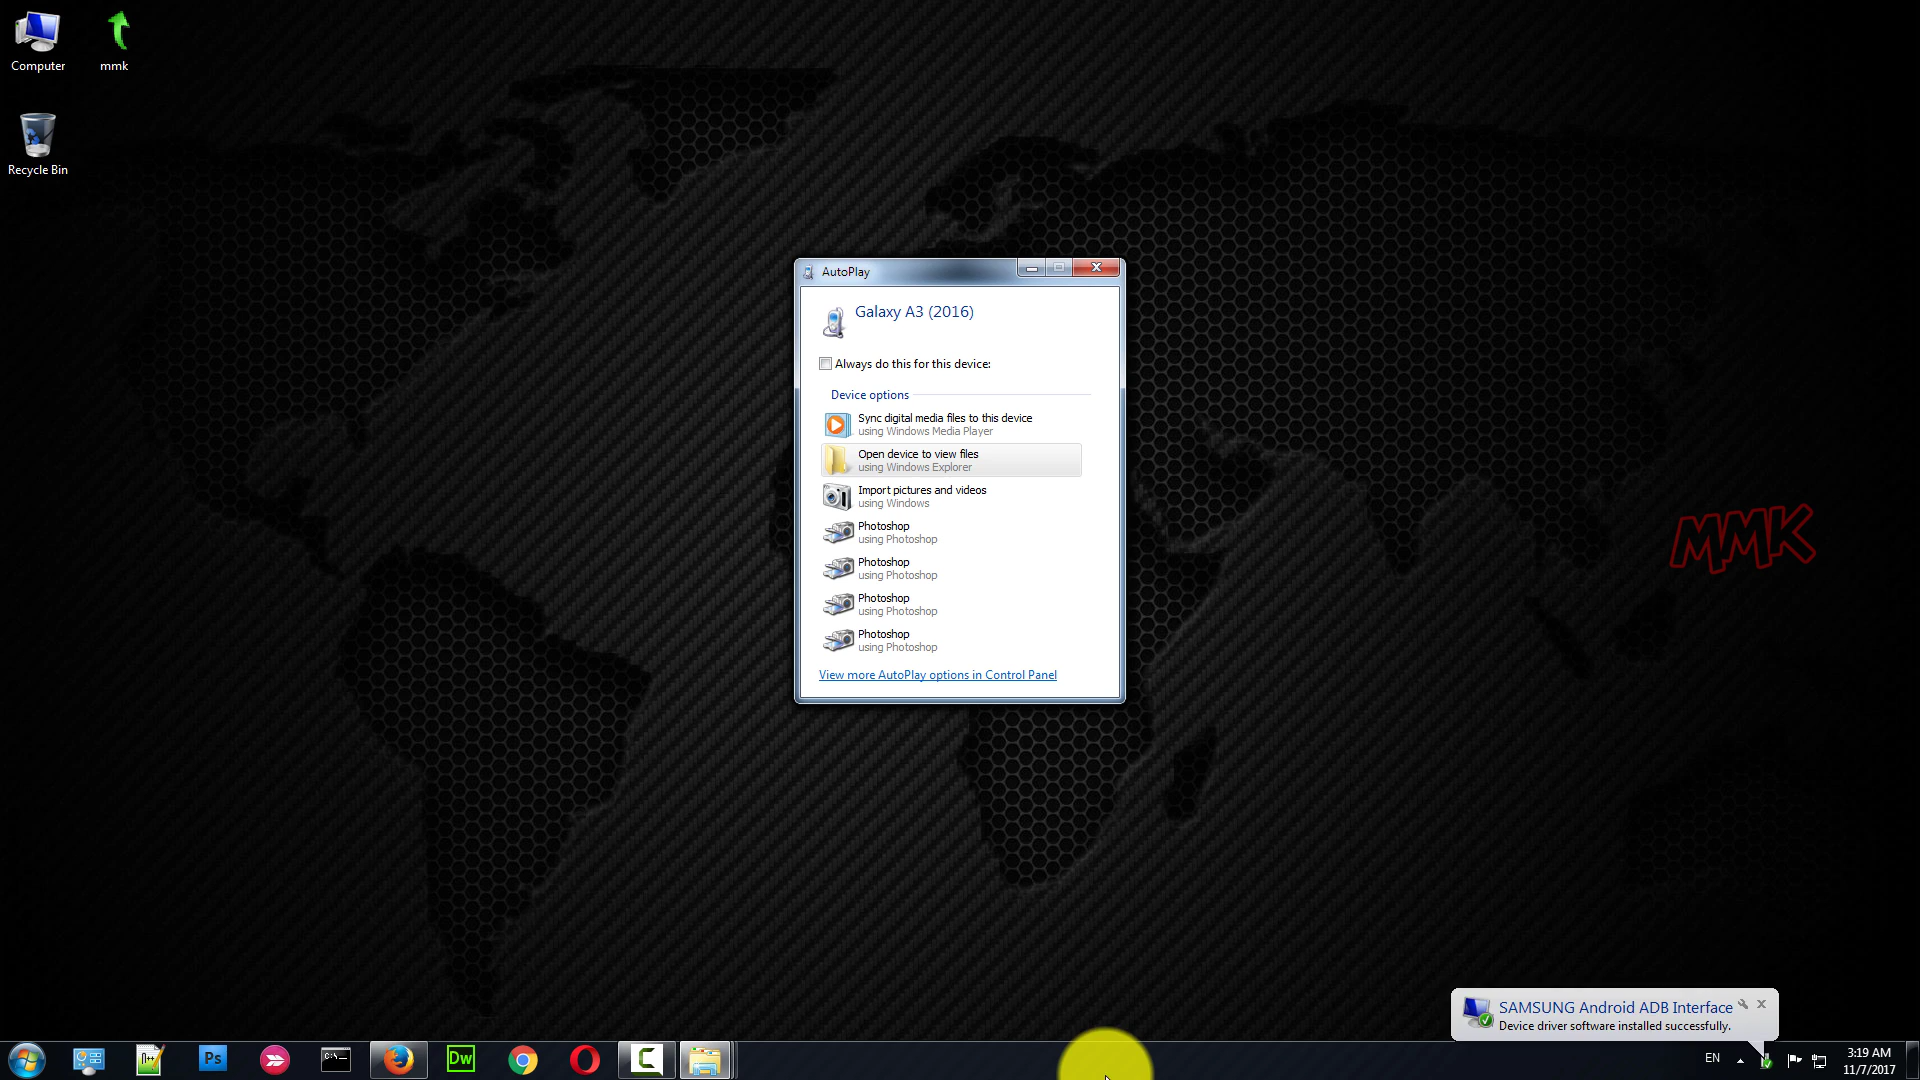 Computer
mmk
Recycle Bin
AutoPlay
Galaxy A3 (2016)
Always do this for this device:
Device options
Sync digital media files to this device
using Windows Media Player
Open device to view files
using Windows Explorer
Import pictures and videos
using Windows
Photoshop
using Photoshop
Photoshop
using Photoshop
Photoshop
using Photoshop
Photoshop
using Photoshop
View more AutoPlay options in Control Panel
MMK
SAMSUNG Android ADB Interface
Device driver software installed successfully.
Ps
C:\
Dw
C
EN
3:19 AM
11/7/2017